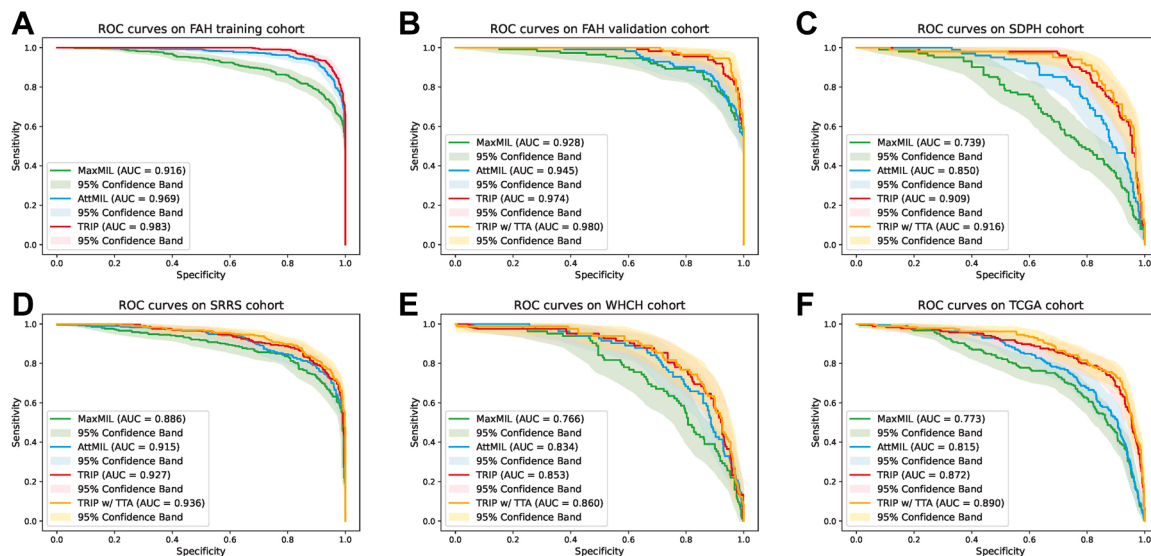 A
ROC curves on FAH training cohort
Sensitivity
1.0
0.8
0.6
0.4
0.2
0.0
MaxMIL (AUC = 0.916)
95% Confidence Band
AttMIL (AUC = 0.969)
95% Confidence Band
TRIP (AUC = 0.983)
95% Confidence Band
0.0 0.2 0.4 0.6 0.8 1.0
Specificity
B
ROC curves on FAH validation cohort
Sensitivity
1.0
0.8
0.6
0.4
0.2
0.0
MaxMIL (AUC = 0.928)
95% Confidence Band
AttMIL (AUC = 0.945)
95% Confidence Band
TRIP (AUC = 0.974)
95% Confidence Band
TRIP w/ TTA (AUC = 0.980)
95% Confidence Band
0.0 0.2 0.4 0.6 0.8 1.0
Specificity
C
ROC curves on SDPH cohort
Sensitivity
1.0
0.8
0.6
0.4
0.2
0.0
MaxMIL (AUC = 0.739)
95% Confidence Band
AttMIL (AUC = 0.850)
95% Confidence Band
TRIP (AUC = 0.909)
95% Confidence Band
TRIP w/ TTA (AUC = 0.916)
95% Confidence Band
0.0 0.2 0.4 0.6 0.8 1.0
Specificity
D
ROC curves on SRRS cohort
Sensitivity
1.0
0.8
0.6
0.4
0.2
0.0
MaxMIL (AUC = 0.886)
95% Confidence Band
AttMIL (AUC = 0.915)
95% Confidence Band
TRIP (AUC = 0.927)
95% Confidence Band
TRIP w/ TTA (AUC = 0.936)
95% Confidence Band
0.0 0.2 0.4 0.6 0.8 1.0
Specificity
E
ROC curves on WHCH cohort
Sensitivity
1.0
0.8
0.6
0.4
0.2
0.0
MaxMIL (AUC = 0.766)
95% Confidence Band
AttMIL (AUC = 0.834)
95% Confidence Band
TRIP (AUC = 0.853)
95% Confidence Band
TRIP w/ TTA (AUC = 0.860)
95% Confidence Band
0.0 0.2 0.4 0.6 0.8 1.0
Specificity
F
ROC curves on TCGA cohort
Sensitivity
1.0
0.8
0.6
0.4
0.2
0.0
MaxMIL (AUC = 0.773)
95% Confidence Band
AttMIL (AUC = 0.815)
95% Confidence Band
TRIP (AUC = 0.872)
95% Confidence Band
TRIP w/ TTA (AUC = 0.890)
95% Confidence Band
0.0 0.2 0.4 0.6 0.8 1.0
Specificity